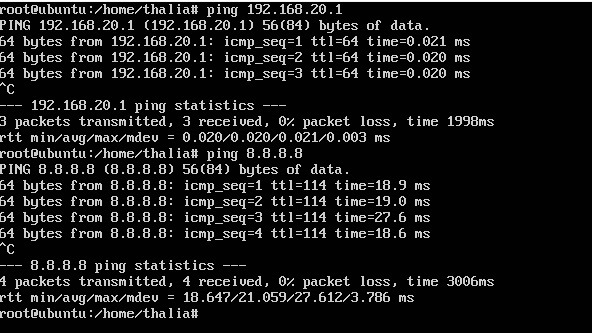 root@ubuntu:/home/thalia# ping 192.168.20.1
PING 192.168.20.1 (192.168.20.1) 56(84) bytes of data.
64 bytes from 192.168.20.1: icmp_seq=1 ttl=64 time=0.021 ms
64 bytes from 192.168.20.1: icmp_seq=2 ttl=64 time=0.020 ms
64 bytes from 192.168.20.1: icmp_seq=3 ttl=64 time=0.020 ms
^C
--- 192.168.20.1 ping statistics ---
3 packets transmitted, 3 received, 0% packet loss, time 1998ms
rtt min/avg/max/mdev = 0.020/0.020/0.021/0.003 ms
root@ubuntu:/home/thalia# ping 8.8.8.8
PING 8.8.8.8 (8.8.8.8) 56(84) bytes of data.
64 bytes from 8.8.8.8: icmp_seq=1 ttl=114 time=18.9 ms
64 bytes from 8.8.8.8: icmp_seq=2 ttl=114 time=19.0 ms
64 bytes from 8.8.8.8: icmp_seq=3 ttl=114 time=27.6 ms
64 bytes from 8.8.8.8: icmp_seq=4 ttl=114 time=18.6 ms
^C
--- 8.8.8.8 ping statistics ---
4 packets transmitted, 4 received, 0% packet loss, time 3006ms
rtt min/avg/max/mdev = 18.647/21.059/27.612/3.786 ms
root@ubuntu:/home/thalia#